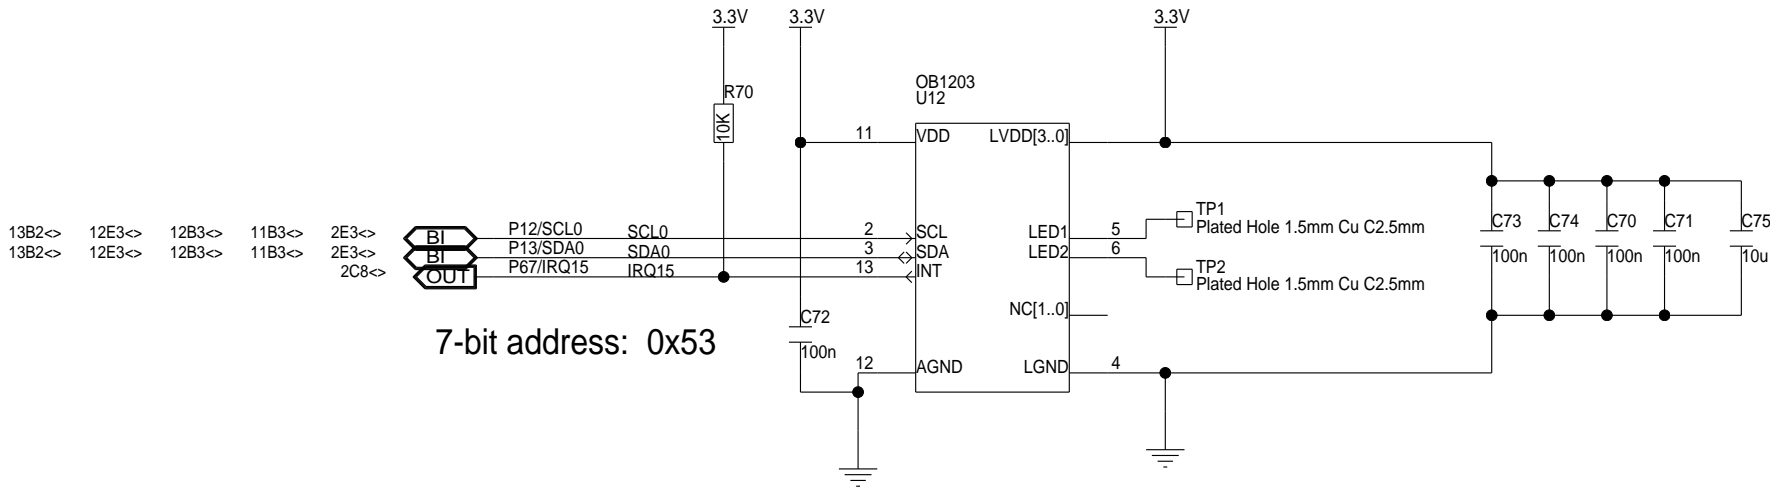 3.3V 3.3V 3.3V
OB1203
U12
R70
10K
11 VDD LVDD[3..0]
TP1
Plated Hole 1.5mm Cu C2.5mm
C73 C74 C70 C71 C75
13B2<> 12E3<> 12B3<> 11B3<> 2E3<> BI P12/SCL0 SCL0 2 SCL LED1 5
13B2<> 12E3<> 12B3<> 11B3<> 2E3<> BI P13/SDA0 SDA0 3 SDA LED2 6
100n 100n 100n 100n 10u
2C8<> OUT P67/IRQ15 IRQ15 13 INT
TP2
Plated Hole 1.5mm Cu C2.5mm
NC[1..0]
C72
100n
7-bit address: 0x53
12 AGND LGND 4